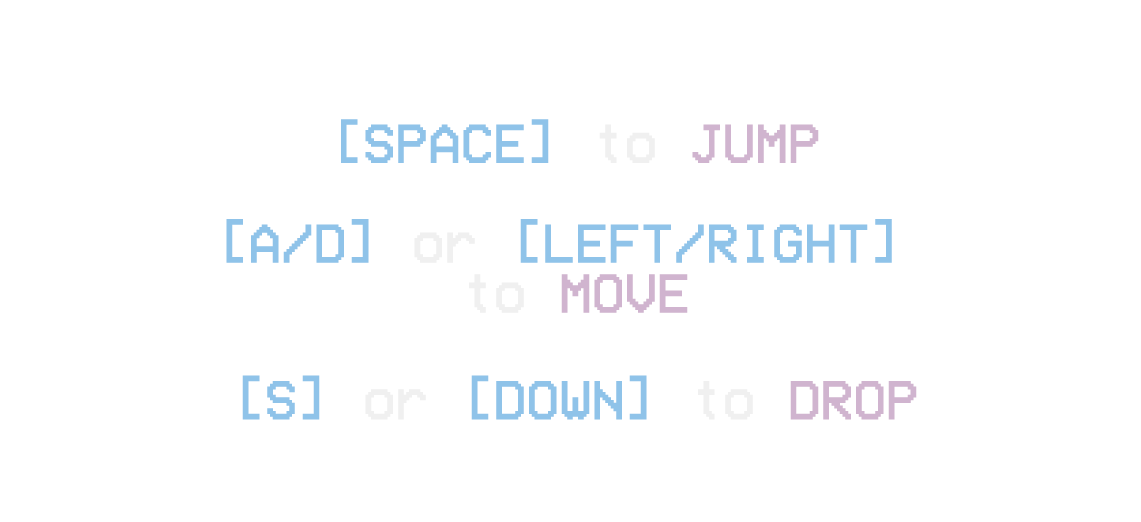 [SPACE] to JUMP
[A/D] or [LEFT/RIGHT]
to MOVE
[S] or [DOWN] to DROP